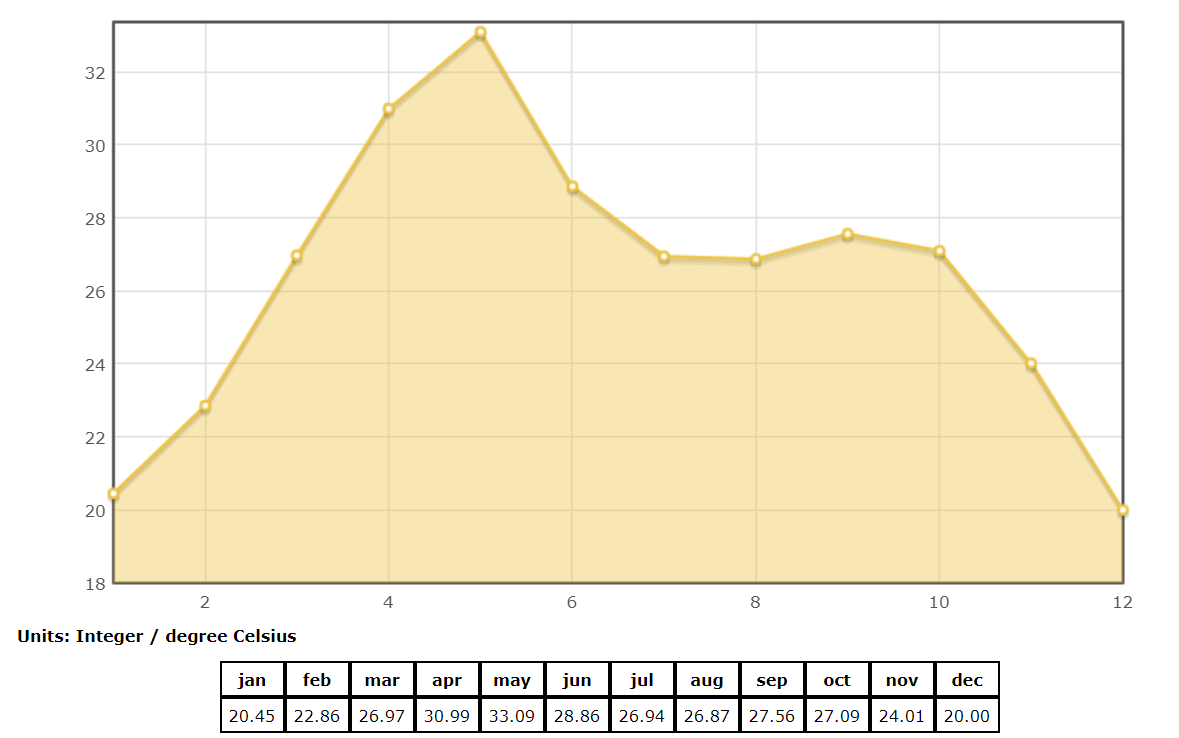 32
30
28
26
24
22
20
18
2 4 6 8 10 12
Units: Integer / degree Celsius
jan feb mar apr may jun jul aug sep oct nov dec
20.45 22.86 26.97 30.99 33.09 28.86 26.94 26.87 27.56 27.09 24.01 20.00